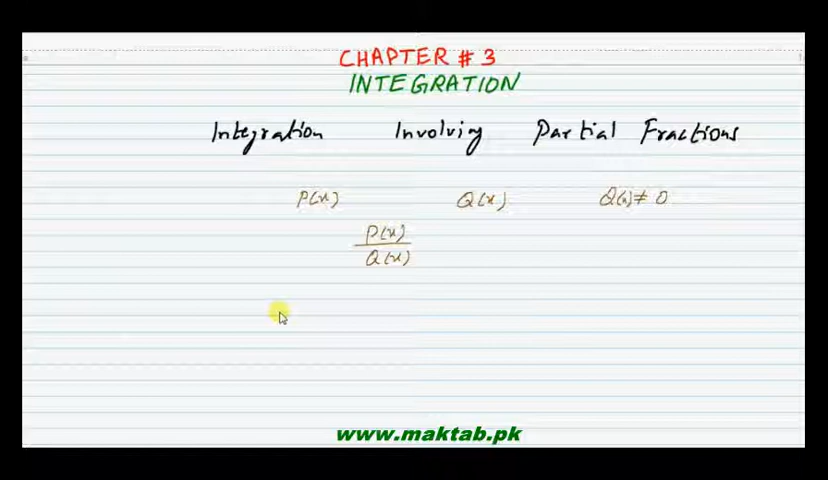 CHAPTER # 3
INTEGRATION
Integration Involving Partial Fractions
P(x) Q(x) Q(x) ≠ 0
P(x)
Q(x)
www.maktab.pk